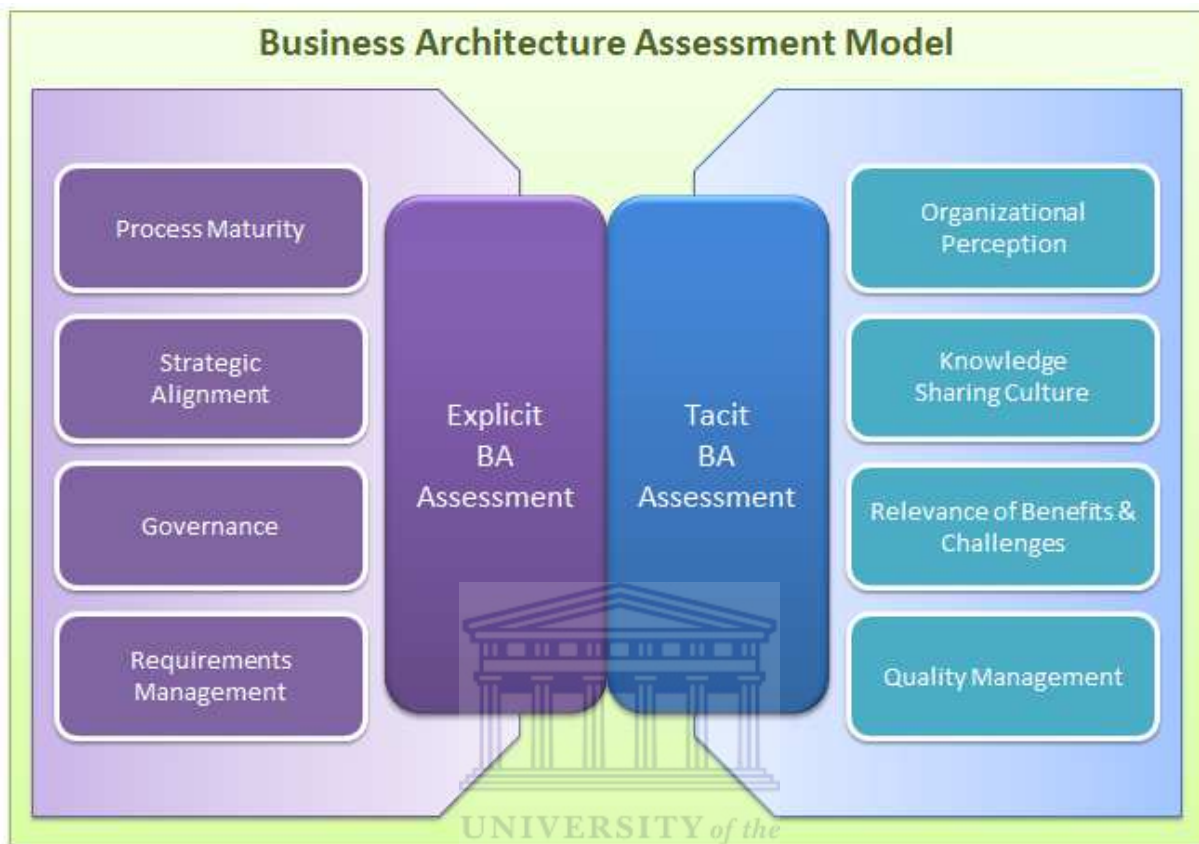 Business Architecture Assessment Model
Process Maturity
Strategic
Alignment
Governance
Requirements
Management
Explicit
BA
Assessment
Tacit
BA
Assessment
Organizational
Perception
Knowledge
Sharing Culture
Relevance of Benefits &
Challenges
Quality Management
UNIVERSITY of the